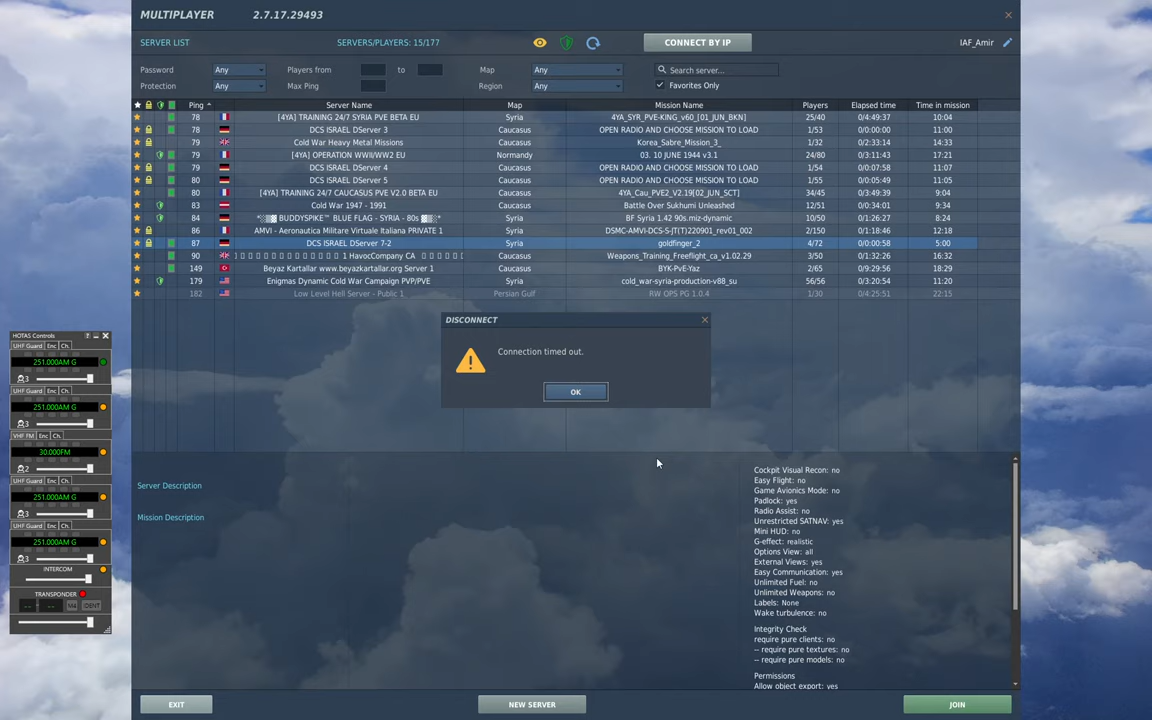 MULTIPLAYER 2.7.17.29493
SERVER LIST SERVERS/PLAYERS: 15/177 CONNECT BY IP IAF_Amir
Password Any Players from to Map Any Search server...
Protection Any Max Ping Region Any Favorites Only
Ping Server Name Map Mission Name Players Elapsed time Time in mission
78 [4YA] TRAINING 24/7 SYRIA PVE BETA EU Syria 4YA_SYR_PVE-KING_v60_[01_JUN_BKN] 25/40 0/4:49:37 10:04
78 DCS ISRAEL DServer 3 Caucasus OPEN RADIO AND CHOOSE MISSION TO LOAD 1/53 0/0:00:00 11:00
79 Cold War Heavy Metal Missions Caucasus Korea_Sabre_Mission_3_ 1/32 0/2:33:14 14:33
79 [4YA] OPERATION WWII/WW2 EU Normandy 03. 10 JUNE 1944 v3.1 24/80 0/3:11:43 17:21
79 DCS ISRAEL DServer 4 Caucasus OPEN RADIO AND CHOOSE MISSION TO LOAD 1/54 0/0:07:58 11:07
80 DCS ISRAEL DServer 5 Caucasus OPEN RADIO AND CHOOSE MISSION TO LOAD 1/55 0/0:05:49 11:05
80 [4YA] TRAINING 24/7 CAUCASUS PVE V2.0 BETA EU Caucasus 4YA_Cau_PVE2_V2.19[02_JUN_SCT] 34/45 0/3:49:39 9:04
83 Cold War 1947 - 1991 Caucasus Battle Over Sukhumi Unleashed 12/51 0/0:34:01 9:34
84 *░▒▓ BUDDYSPIKE™ BLUE FLAG - SYRIA - 80s ▓▒░* Syria BF Syria 1.42 90s.miz-dynamic 10/50 0/1:26:27 8:24
86 AMVI - Aeronautica Militare Virtuale Italiana PRIVATE 1 Syria DSMC-AMVI-DCS-S-JT(T)220901_rev01_002 2/150 0/1:18:46 12:18
87 DCS ISRAEL DServer 7-2 Syria goldfinger_2 4/72 0/0:00:58 5:00
90 1 HavocCompany CA Caucasus Weapons_Training_Freeflight_ca_v1.02.29 3/50 0/1:32:26 16:32
149 Beyaz Kartallar www.beyazkartallar.org Server 1 Caucasus BYK-PvE-Yaz 2/65 0/9:29:56 18:29
179 Enigmas Dynamic Cold War Campaign PVP/PVE Syria cold_war-syria-production-v88_su 56/56 0/3:20:54 11:20
182 Low Level Hell Server - Public 1 Persian Gulf RW OPS PG 1.0.4 1/30 0/4:25:51 22:15
DISCONNECT
Connection timed out.
OK
HOTAS Controls
UHF Guard Enc Ch.
251.000AM G
3
UHF Guard Enc Ch.
251.000AM G
3
VHF FM Enc Ch.
30.000FM
2
UHF Guard Enc Ch.
251.000AM G
3
UHF Guard Enc Ch.
251.000AM G
3
INTERCOM
TRANSPONDER
-- -- M4 IDENT
Server Description
Mission Description
Cockpit Visual Recon: no
Easy Flight: no
Game Avionics Mode: no
Padlock: yes
Radio Assist: no
Unrestricted SATNAV: yes
Mini HUD: no
G-effect: realistic
Options View: all
External Views: yes
Easy Communication: yes
Unlimited Fuel: no
Unlimited Weapons: no
Labels: None
Wake turbulence: no
Integrity Check
require pure clients: no
-- require pure textures: no
-- require pure models: no
Permissions
Allow object export: yes
EXIT NEW SERVER JOIN